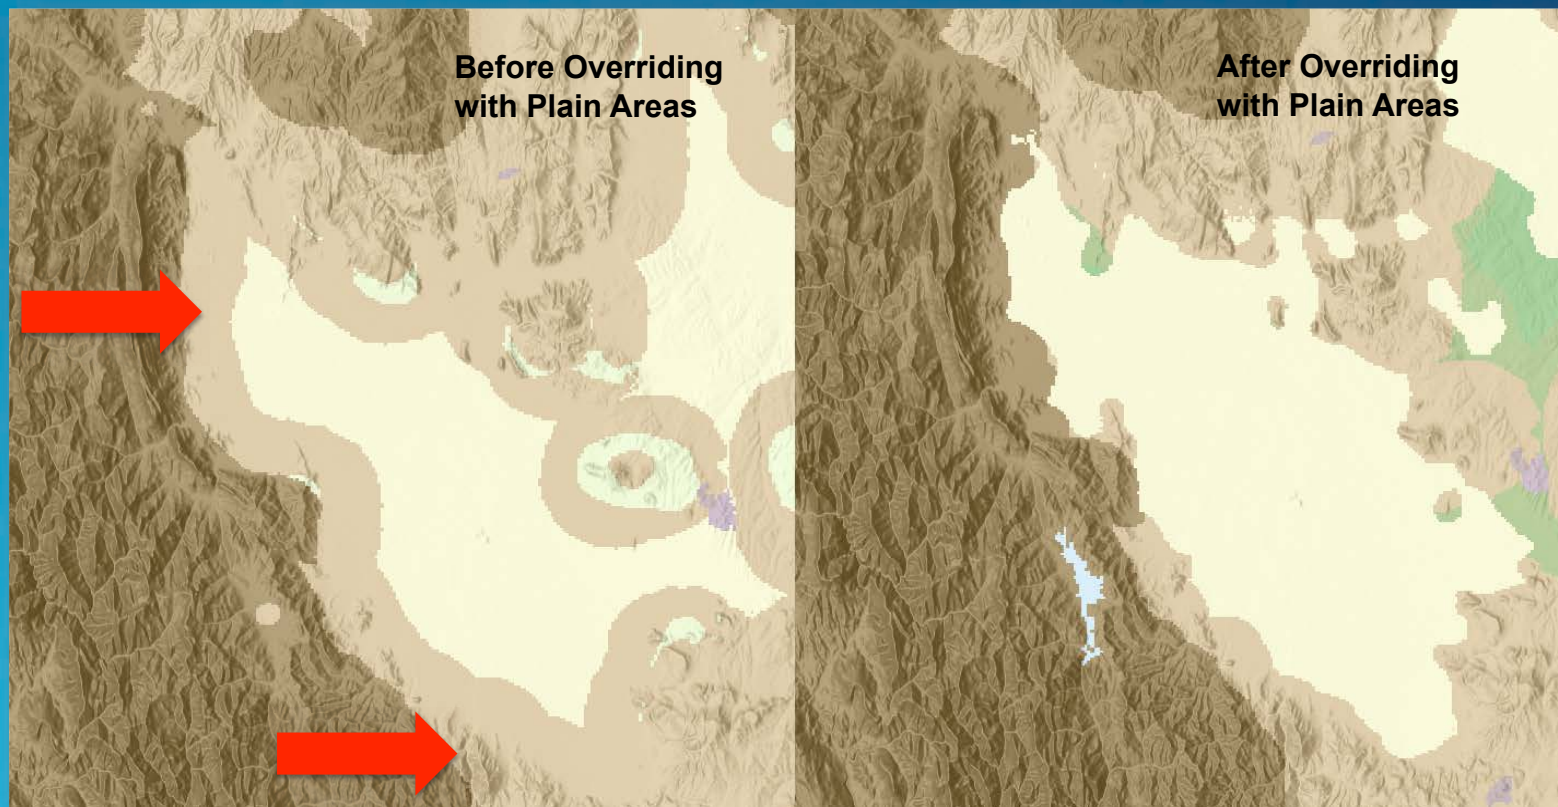 Before Overriding
with Plain Areas
After Overriding
with Plain Areas